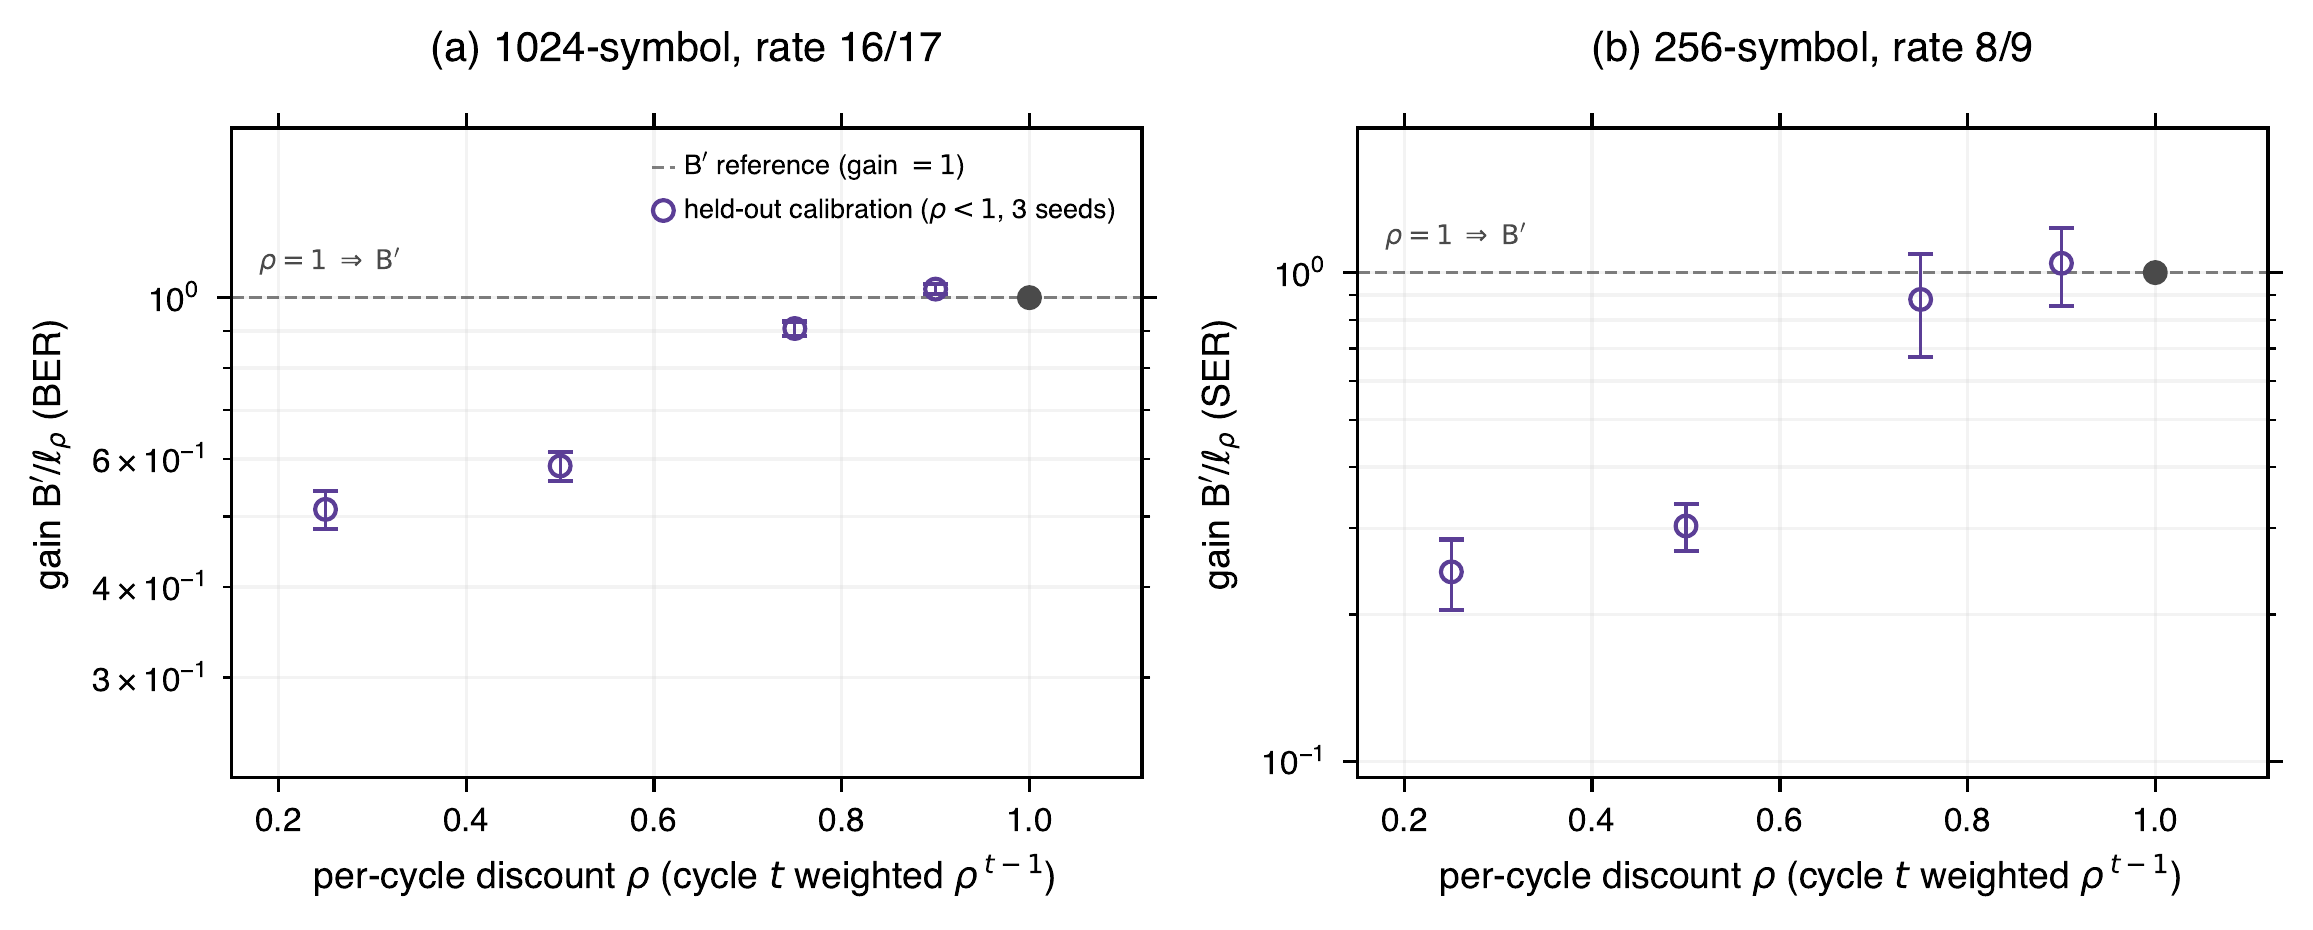 (a) 1024-symbol, rate 16/17
B′ reference (gain = 1)
held-out calibration (ρ < 1, 3 seeds)
ρ = 1 ⇒ B′
10⁰
6 × 10⁻¹
4 × 10⁻¹
3 × 10⁻¹
gain B′/ℓρ (BER)
0.2 0.4 0.6 0.8 1.0
per-cycle discount ρ (cycle t weighted ρ^{t−1})
(b) 256-symbol, rate 8/9
ρ = 1 ⇒ B′
10⁰
10⁻¹
gain B′/ℓρ (SER)
0.2 0.4 0.6 0.8 1.0
per-cycle discount ρ (cycle t weighted ρ^{t−1})